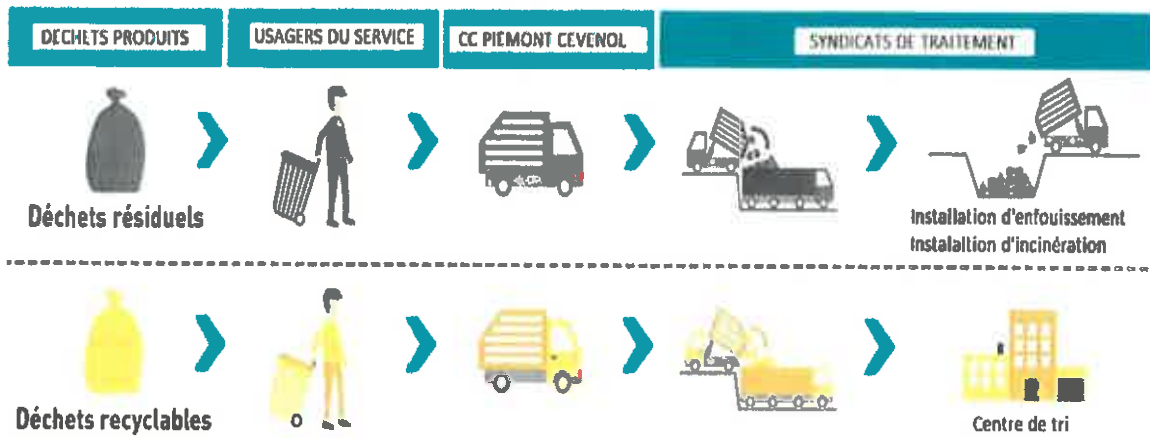 DECHETS PRODUITS
USAGERS DU SERVICE
CC PIEMONT CEVENOL
SYNDICATS DE TRAITEMENT
Déchets résiduels
Installation d'enfouissement
Instalaltion d'incinération
Déchets recyclables
Centre de tri